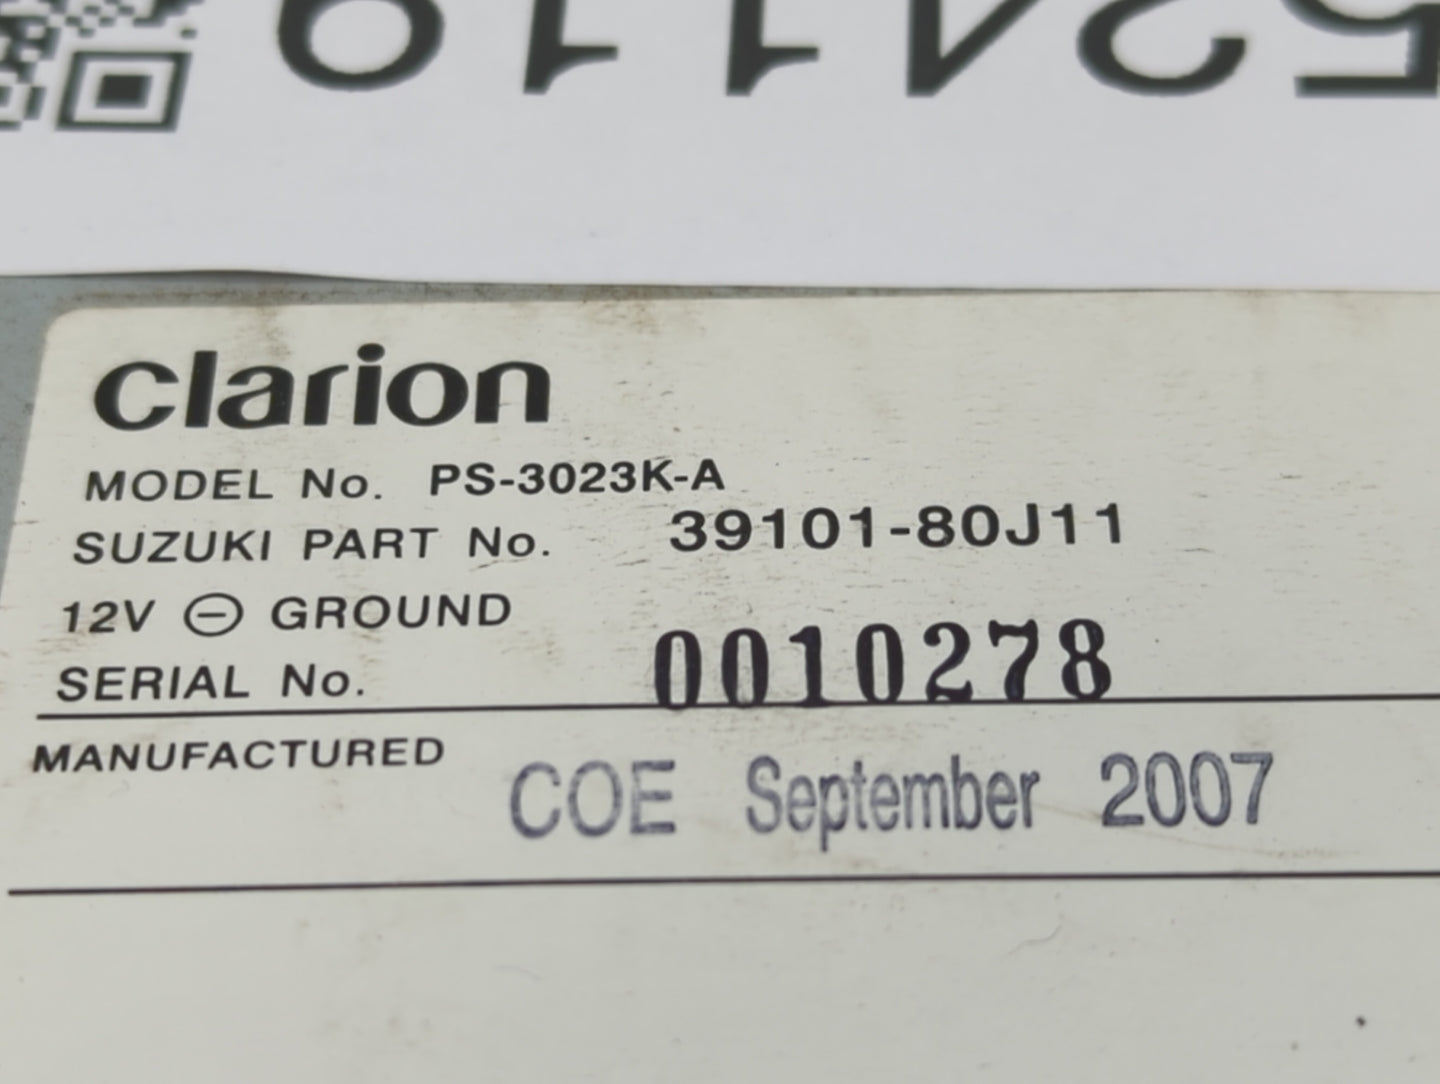 clarion
MODEL No. PS-3023K-A
SUZUKI PART No. 39101-80J11
12V ⊖ GROUND
SERIAL No. 0010278
MANUFACTURED COE September 2007